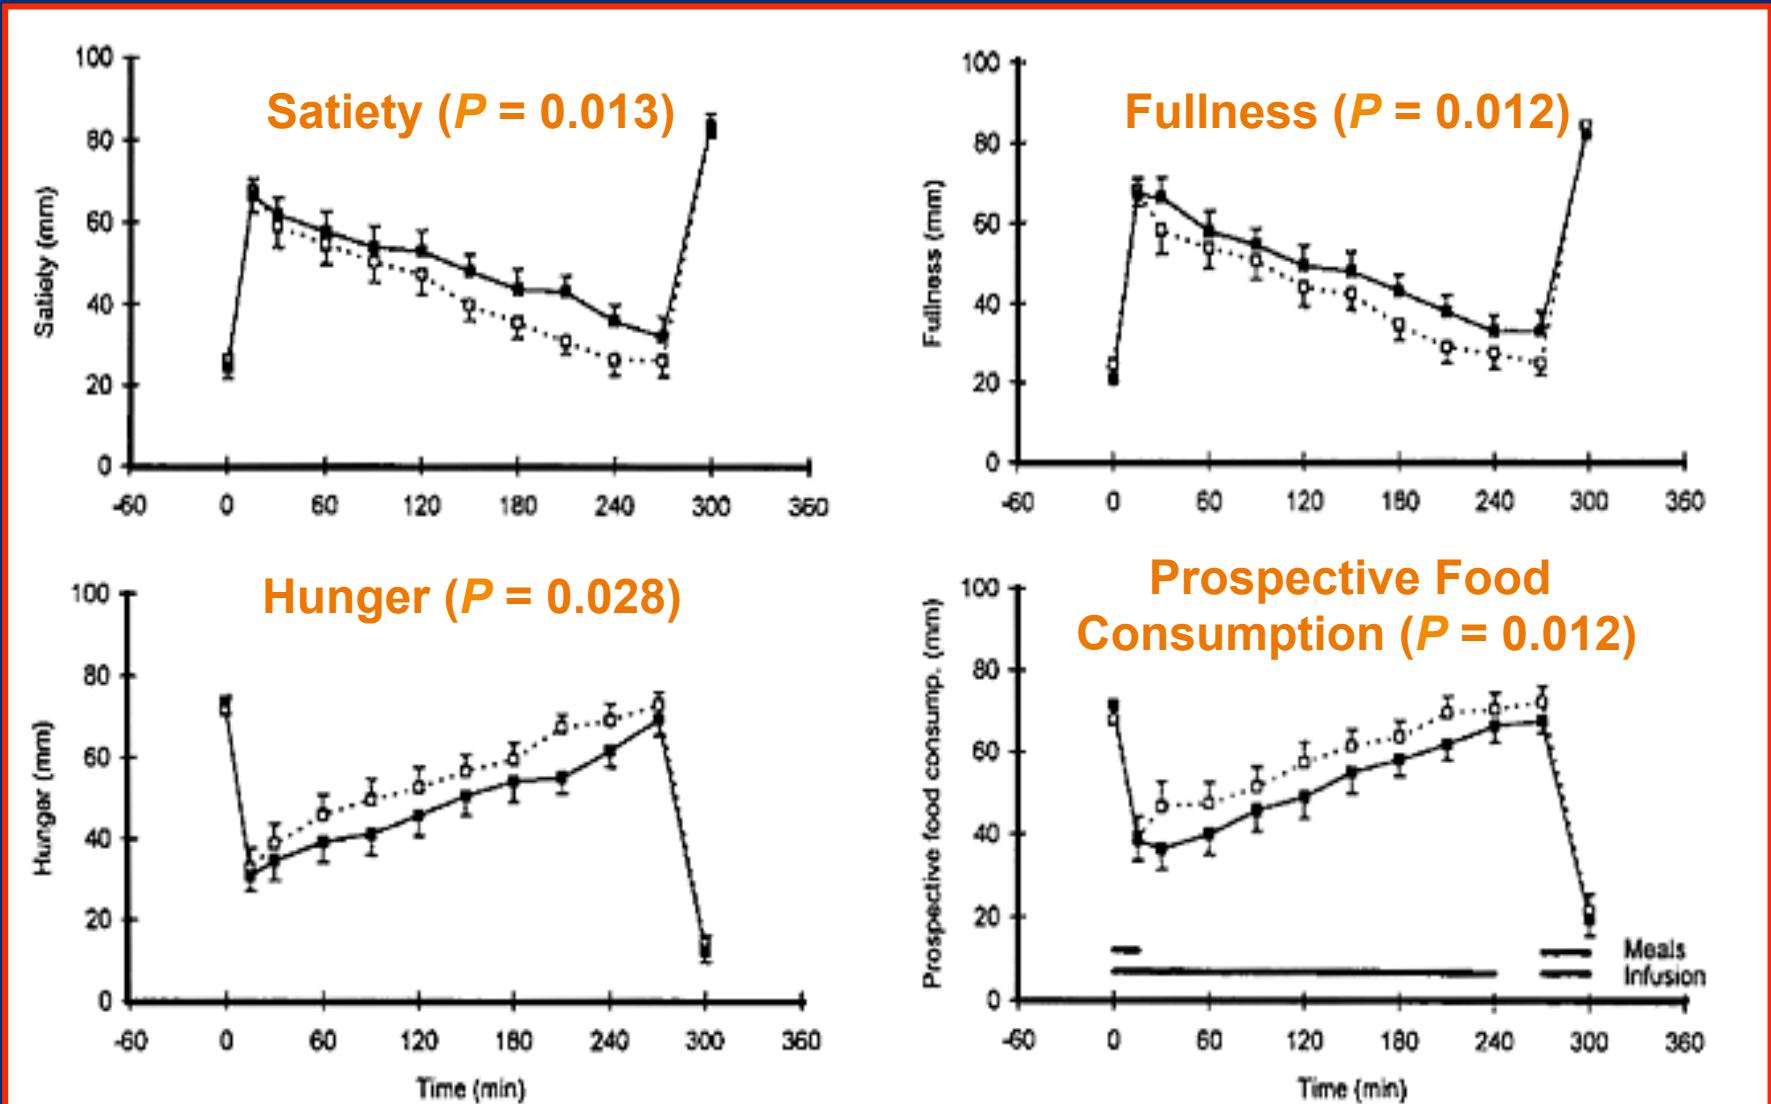 100
80
60
40
20
0
Satiety (mm)
Satiety (P = 0.013)
-60 0 60 120 180 240 300 360
100
80
60
40
20
0
Fullness (mm)
Fullness (P = 0.012)
-60 0 60 120 180 240 300 360
100
80
60
40
20
0
Hunger (mm)
Hunger (P = 0.028)
-60 0 60 120 180 240 300 360
Time (min)
100
80
60
40
20
0
Prospective food consump. (mm)
Prospective Food
Consumption (P = 0.012)
Meals
Infusion
-60 0 60 120 180 240 300 360
Time (min)